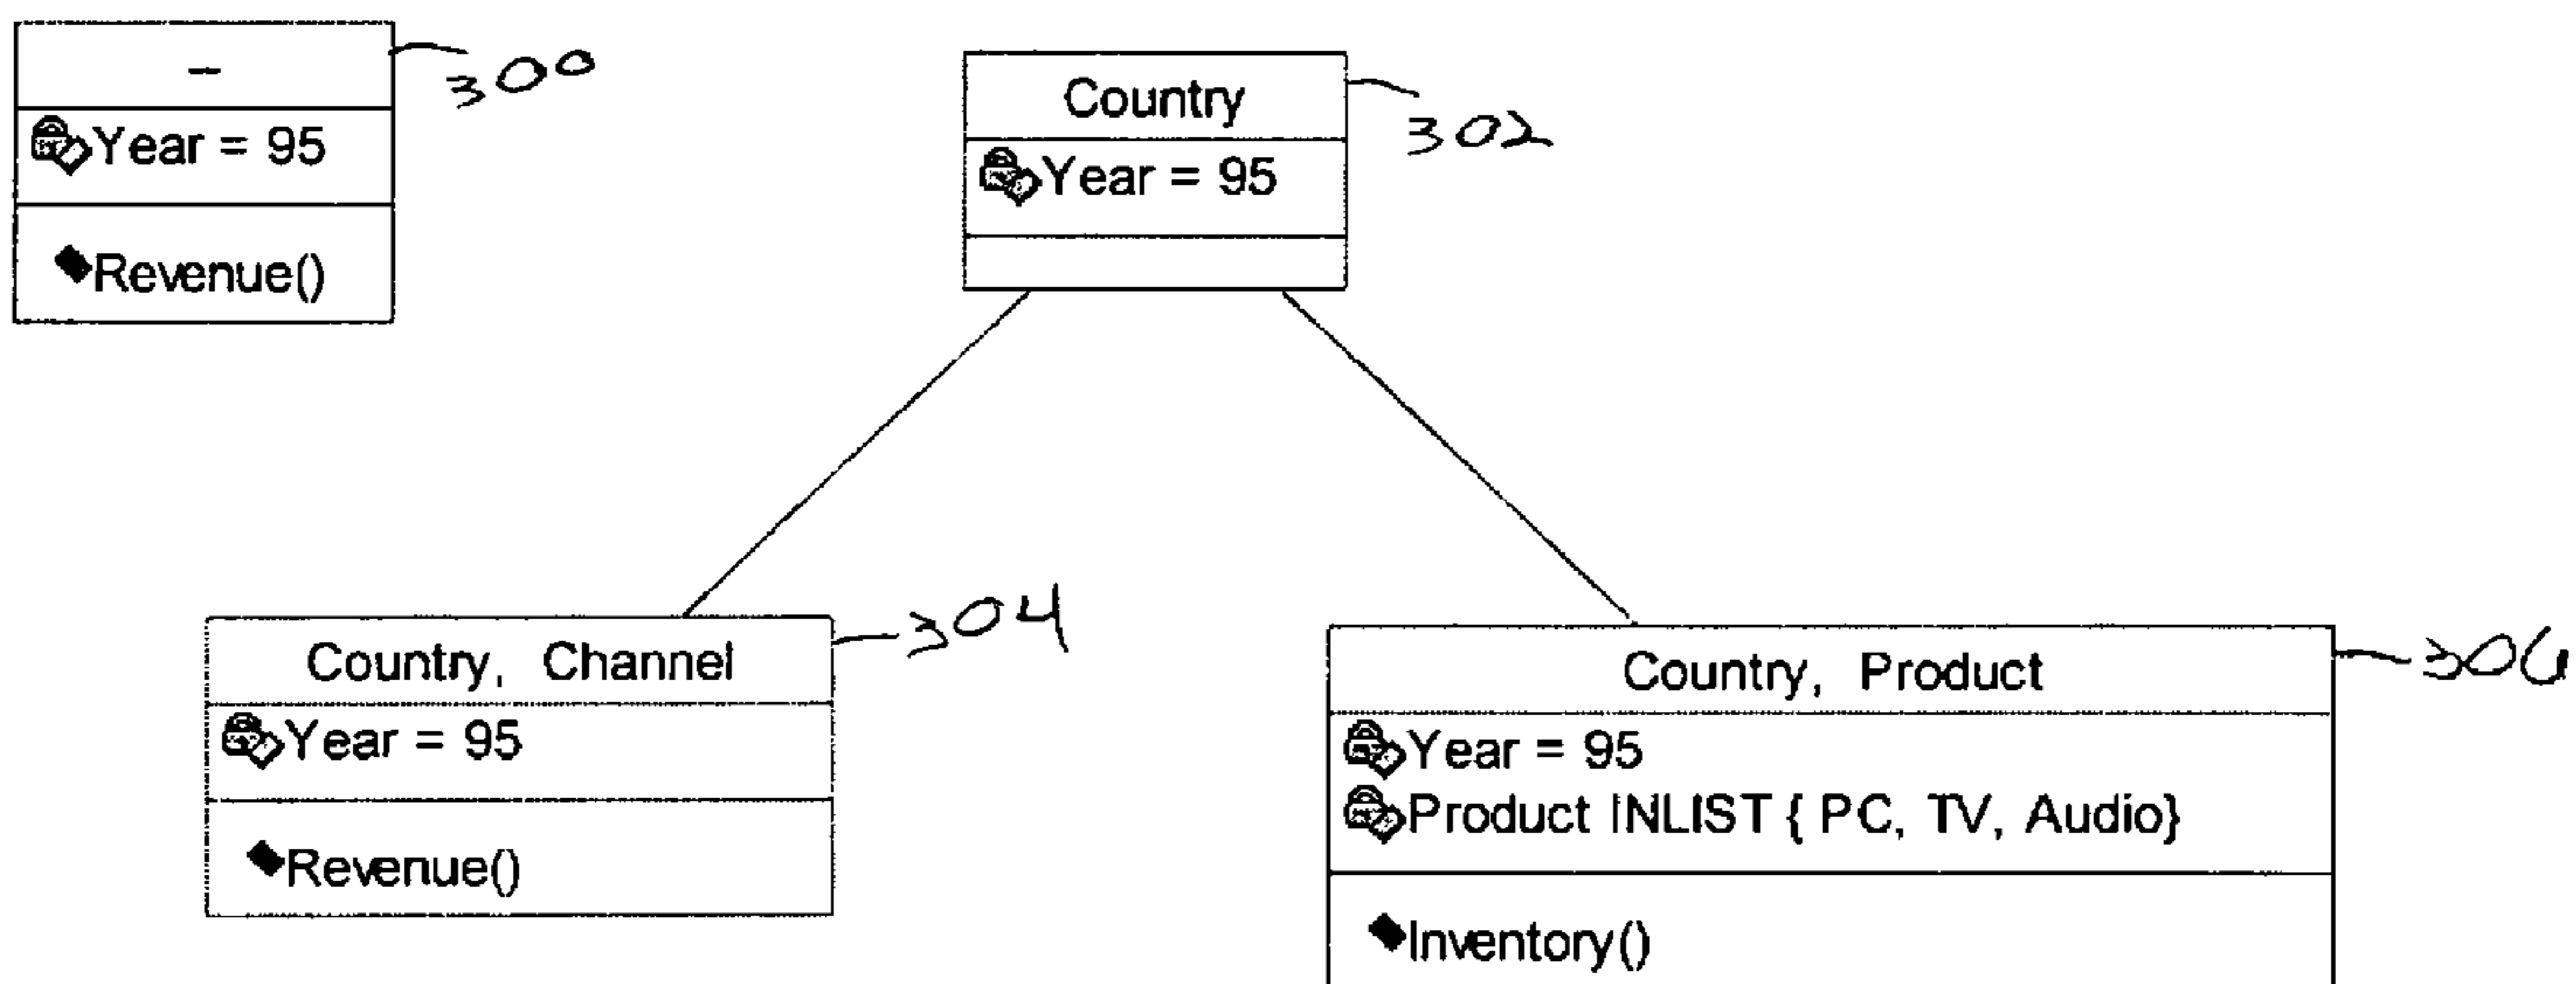 –
300
Year = 95
Revenue()
Country
302
Year = 95
Country, Channel
304
Year = 95
Revenue()
Country, Product
306
Year = 95
Product INLIST { PC, TV, Audio}
Inventory()